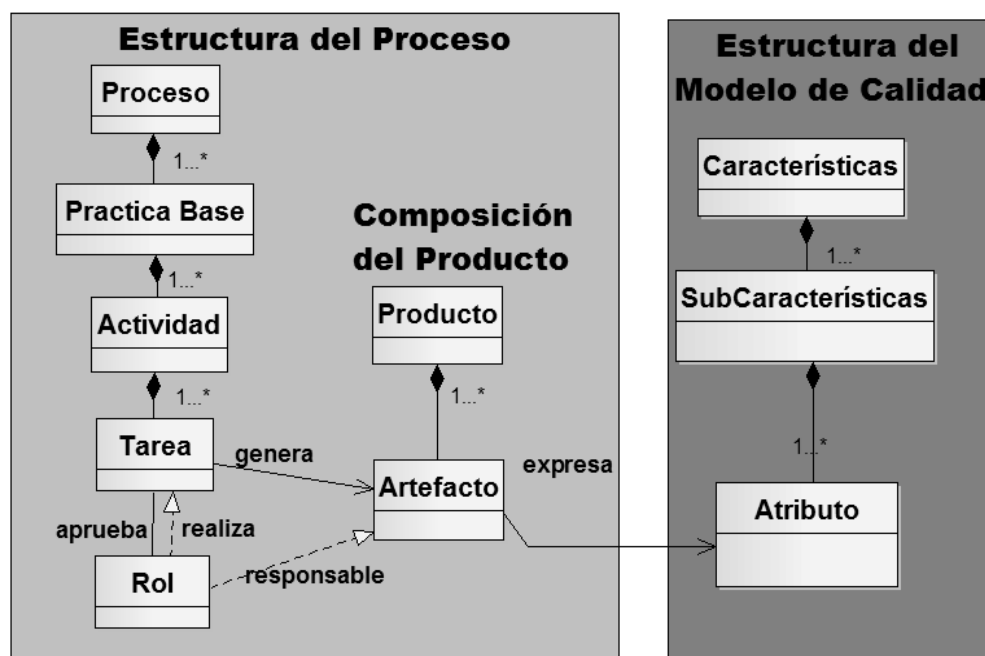 Estructura del Proceso
Proceso
1...*
Practica Base
1...*
Actividad
1...*
Tarea
genera
aprueba
realiza
Rol
responsable
Composición
del Producto
Producto
1...*
Artefacto
expresa
Estructura del
Modelo de Calidad
Características
1...*
SubCaracterísticas
1...*
Atributo